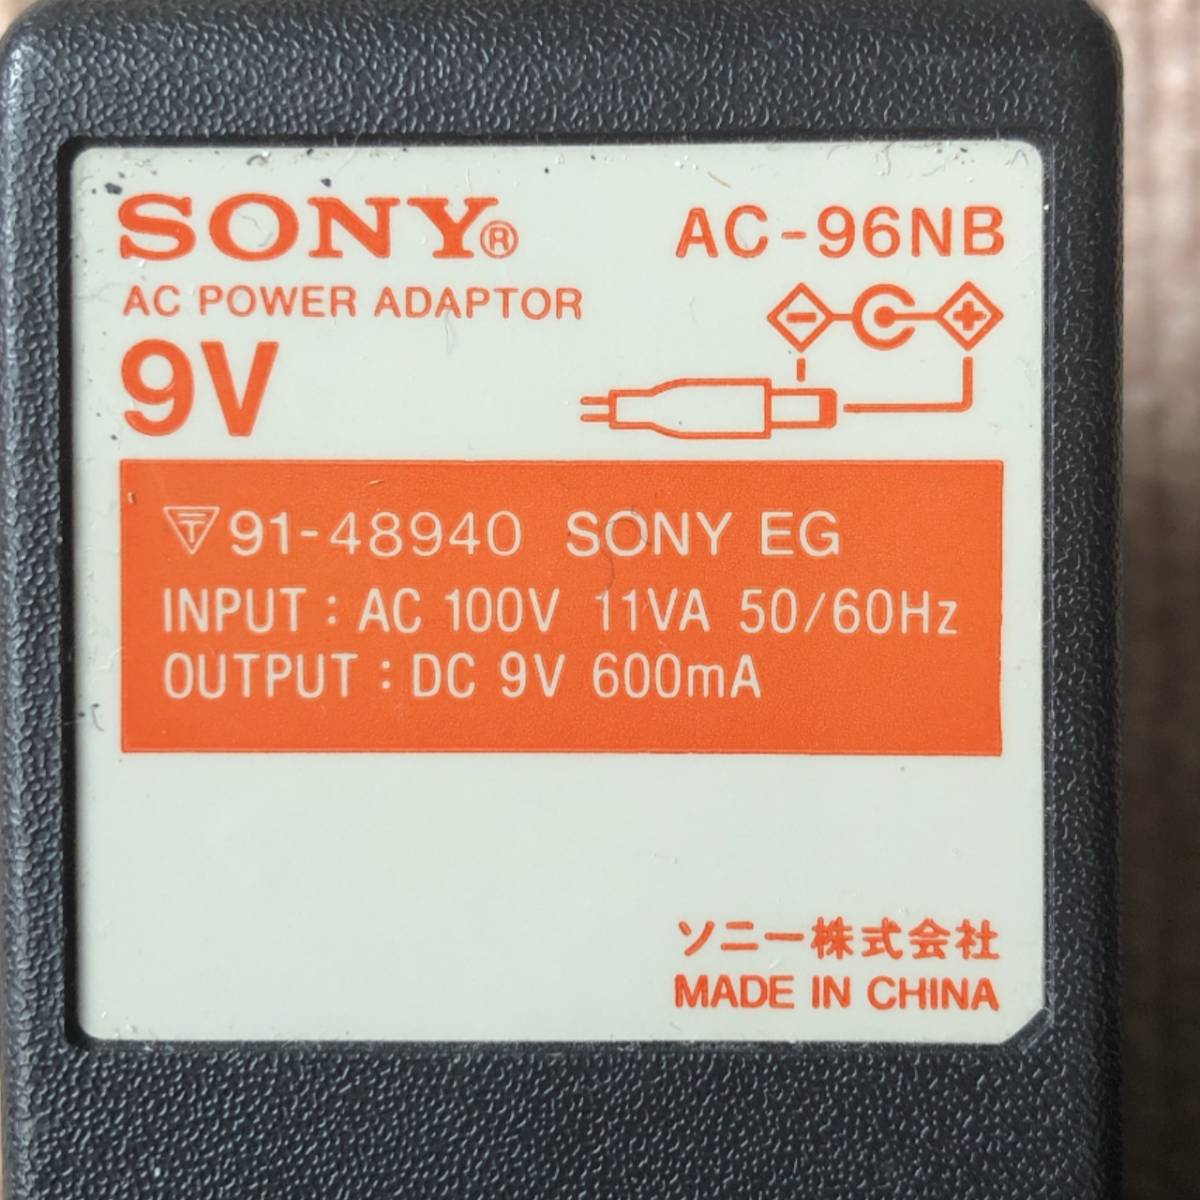 SONY® AC-96NB
AC POWER ADAPTOR
9V
91-48940 SONY EG
INPUT : AC 100V 11VA 50/60Hz
OUTPUT : DC 9V 600mA
ソニー株式会社
MADE IN CHINA